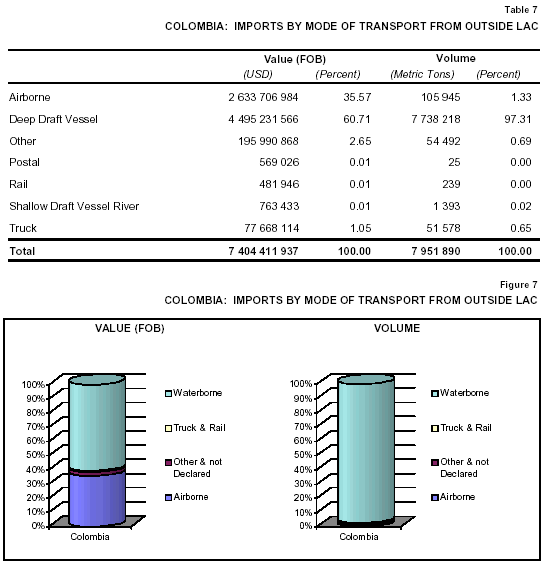 Table 7
COLOMBIA: IMPORTS BY MODE OF TRANSPORT FROM OUTSIDE LAC
Value (FOB) Volume
(USD) (Percent) (Metric Tons) (Percent)
Airborne 2 633 706 984 35.57 105 945 1.33
Deep Draft Vessel 4 495 231 566 60.71 7 738 218 97.31
Other 195 990 868 2.65 54 492 0.69
Postal 569 026 0.01 25 0.00
Rail 481 946 0.01 239 0.00
Shallow Draft Vessel River 763 433 0.01 1 393 0.02
Truck 77 668 114 1.05 51 578 0.65
Total 7 404 411 937 100.00 7 951 890 100.00
Figure 7
COLOMBIA: IMPORTS BY MODE OF TRANSPORT FROM OUTSIDE LAC
VALUE (FOB)
100%
90%
80%
70%
60%
50%
40%
30%
20%
10%
0%
Colombia
Waterborne
Truck & Rail
Other & not
Declared
Airborne
VOLUME
100%
90%
80%
70%
60%
50%
40%
30%
20%
10%
0%
Colombia
Waterborne
Truck & Rail
Other & not
Declared
Airborne